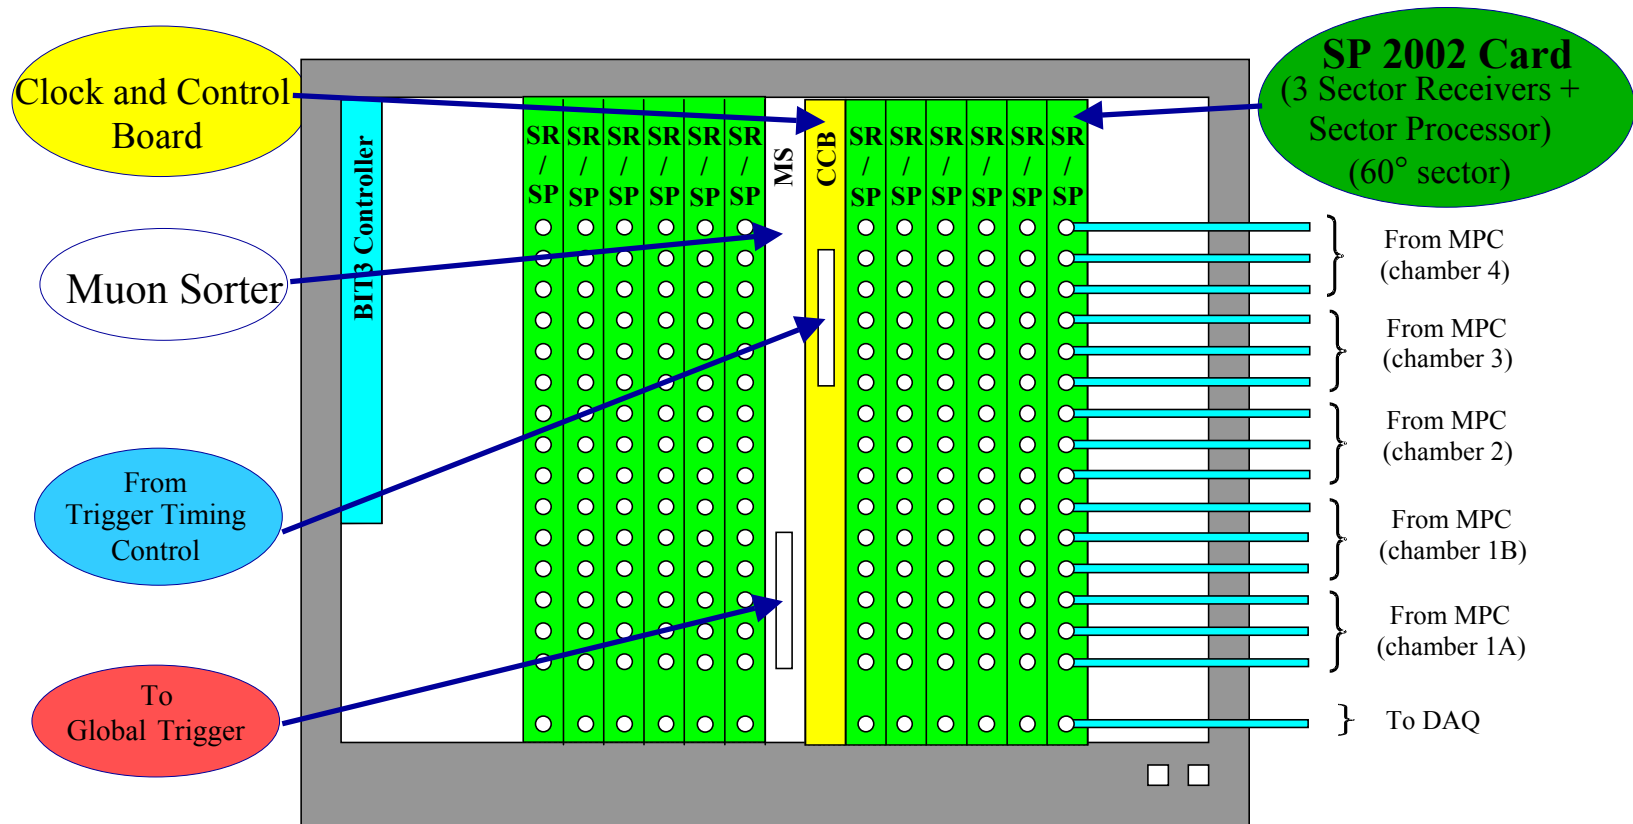 Clock and Control
Board
SP 2002 Card
(3 Sector Receivers +
Sector Processor)
(60° sector)
BIT3 Controller
SR
/
SP
SR
/
SP
SR
/
SP
SR
/
SP
SR
/
SP
SR
/
SP
MS
CCB
SR
/
SP
SR
/
SP
SR
/
SP
SR
/
SP
SR
/
SP
SR
/
SP
Muon Sorter
From
Trigger Timing
Control
To
Global Trigger
From MPC
(chamber 4)
From MPC
(chamber 3)
From MPC
(chamber 2)
From MPC
(chamber 1B)
From MPC
(chamber 1A)
To DAQ